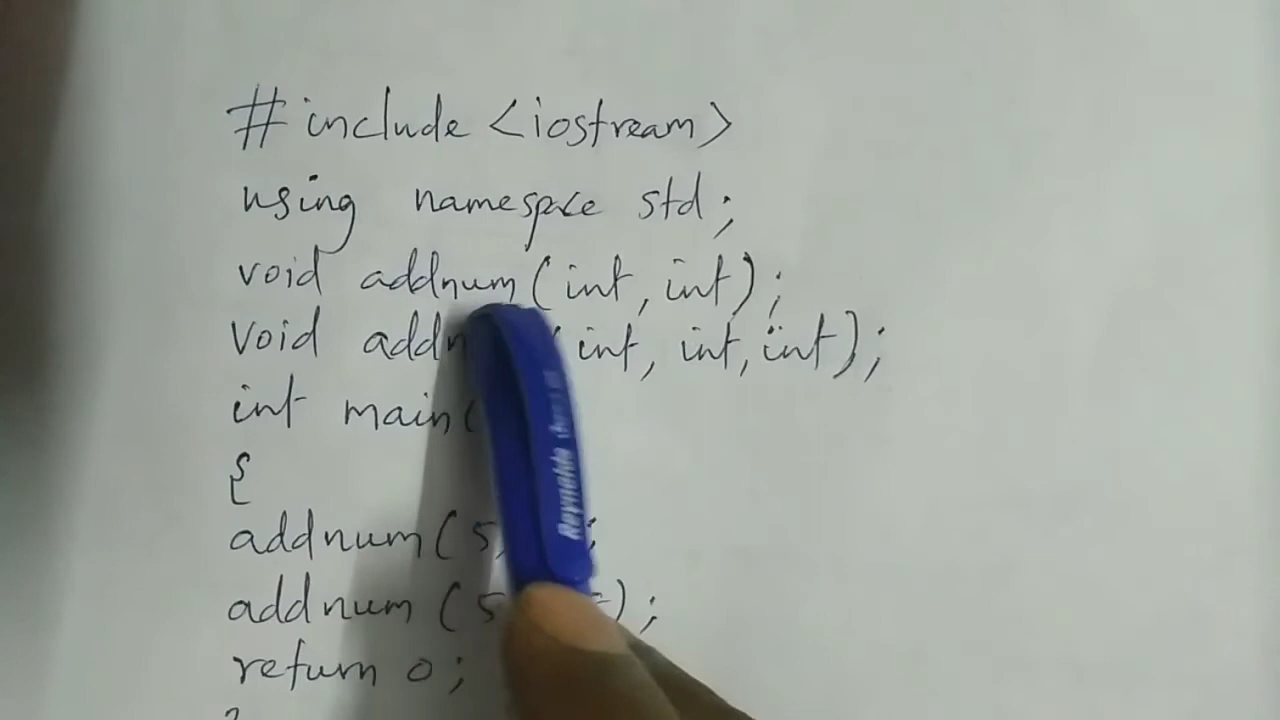 #include <iostream>
using namespace std;
void addnum(int, int);
Void addn int, int, int);
int main(
{
addnum(5, ;
addnum (5 );
return 0;
Reynolds